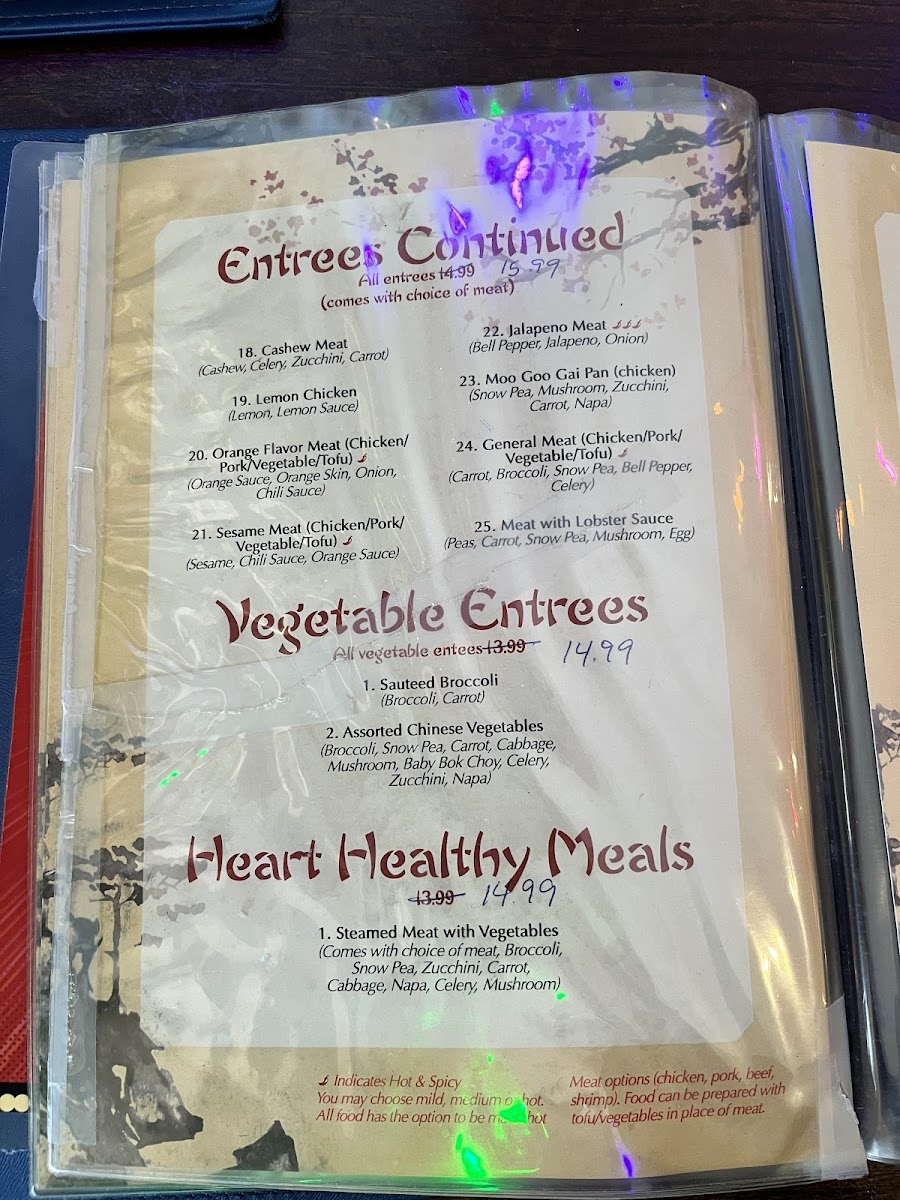 Entrees Continued
All entrees 14.99 15.99
(comes with choice of meat)
18. Cashew Meat
(Cashew, Celery, Zucchini, Carrot)
19. Lemon Chicken
(Lemon, Lemon Sauce)
20. Orange Flavor Meat (Chicken/
Pork/Vegetable/Tofu)
(Orange Sauce, Orange Skin, Onion,
Chili Sauce)
21. Sesame Meat (Chicken/Pork/
Vegetable/Tofu)
(Sesame, Chili Sauce, Orange Sauce)
22. Jalapeno Meat
(Bell Pepper, Jalapeno, Onion)
23. Moo Goo Gai Pan (chicken)
(Snow Pea, Mushroom, Zucchini,
Carrot, Napa)
24. General Meat (Chicken/Pork/
Vegetable/Tofu)
(Carrot, Broccoli, Snow Pea, Bell Pepper,
Celery)
25. Meat with Lobster Sauce
(Peas, Carrot, Snow Pea, Mushroom, Egg)
Vegetable Entrees
All vegetable entees 13.99 14.99
1. Sauteed Broccoli
(Broccoli, Carrot)
2. Assorted Chinese Vegetables
(Broccoli, Snow Pea, Carrot, Cabbage,
Mushroom, Baby Bok Choy, Celery,
Zucchini, Napa)
Heart Healthy Meals
13.99 14.99
1. Steamed Meat with Vegetables
(Comes with choice of meat, Broccoli,
Snow Pea, Zucchini, Carrot,
Cabbage, Napa, Celery, Mushroom)
Indicates Hot & Spicy
You may choose mild, medium or hot.
All food has the option to be hot
Meat options (chicken, pork, beef,
shrimp). Food can be prepared with
tofu/vegetables in place of meat.